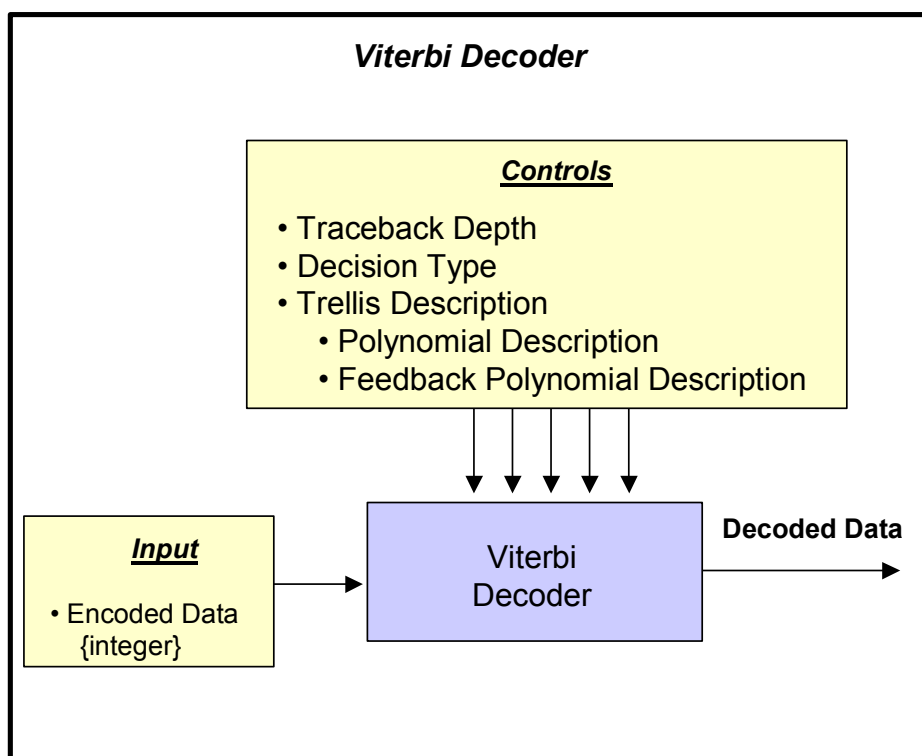 Viterbi Decoder
Controls
• Traceback Depth
• Decision Type
• Trellis Description
• Polynomial Description
• Feedback Polynomial Description
Input
• Encoded Data
{integer}
Viterbi
Decoder
Decoded Data